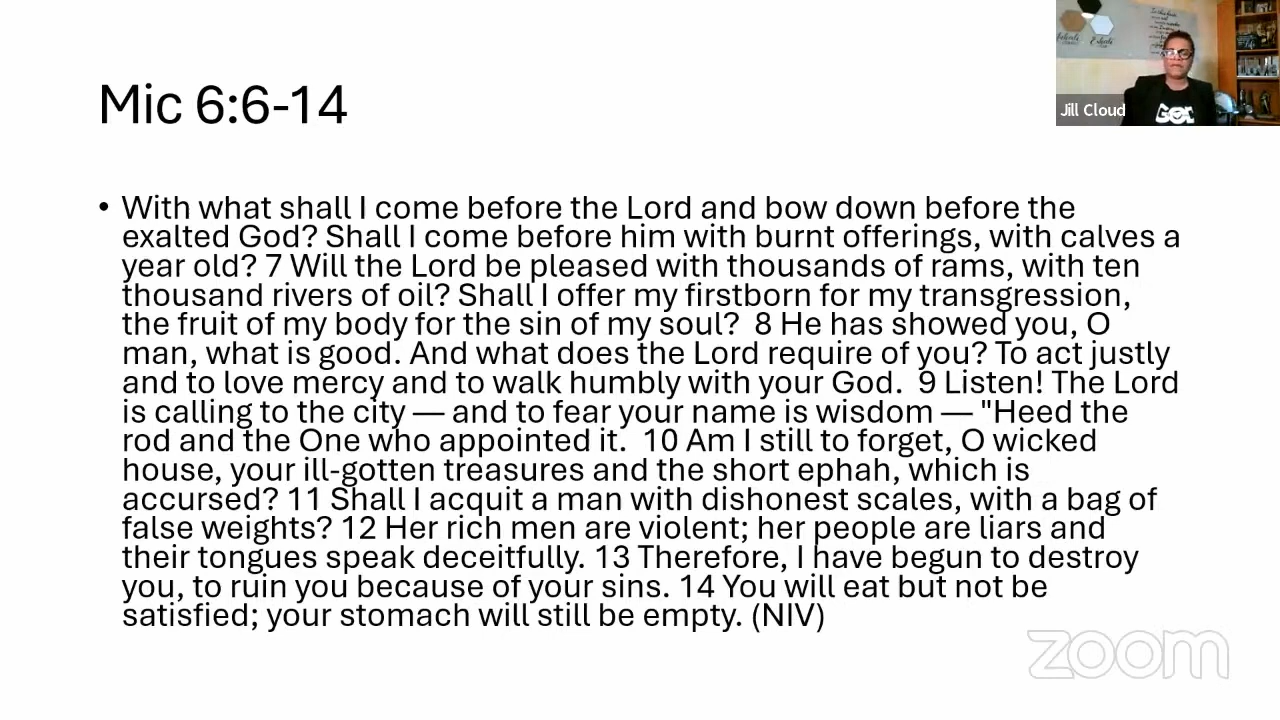 Mic 6:6-14
• With what shall I come before the Lord and bow down before the
exalted God? Shall I come before him with burnt offerings, with calves a
year old? 7 Will the Lord be pleased with thousands of rams, with ten
thousand rivers of oil? Shall I offer my firstborn for my transgression,
the fruit of my body for the sin of my soul?  8 He has showed you, O
man, what is good. And what does the Lord require of you? To act justly
and to love mercy and to walk humbly with your God.  9 Listen! The Lord
is calling to the city — and to fear your name is wisdom — "Heed the
rod and the One who appointed it.  10 Am I still to forget, O wicked
house, your ill-gotten treasures and the short ephah, which is
accursed? 11 Shall I acquit a man with dishonest scales, with a bag of
false weights? 12 Her rich men are violent; her people are liars and
their tongues speak deceitfully. 13 Therefore, I have begun to destroy
you, to ruin you because of your sins. 14 You will eat but not be
satisfied; your stomach will still be empty. (NIV)
Jill Cloud
GOD
zoom